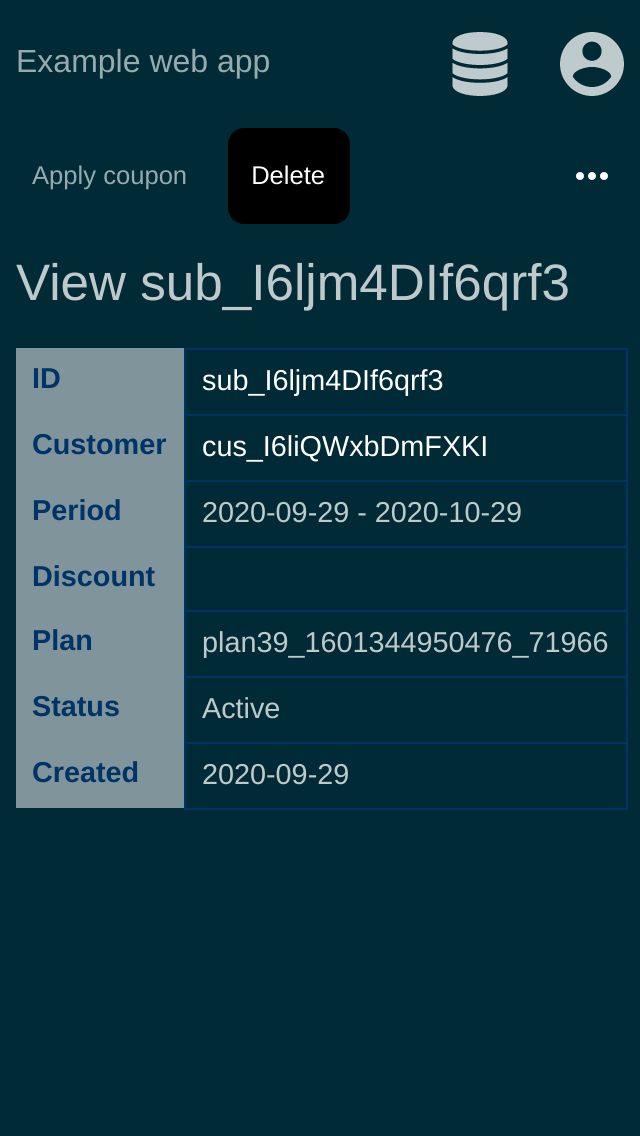 Example web app
Apply coupon Delete
View sub_I6ljm4DIf6qrf3
ID sub_I6ljm4DIf6qrf3
Customer cus_I6liQWxbDmFXKI
Period 2020-09-29 - 2020-10-29
Discount
Plan plan39_1601344950476_71966
Status Active
Created 2020-09-29